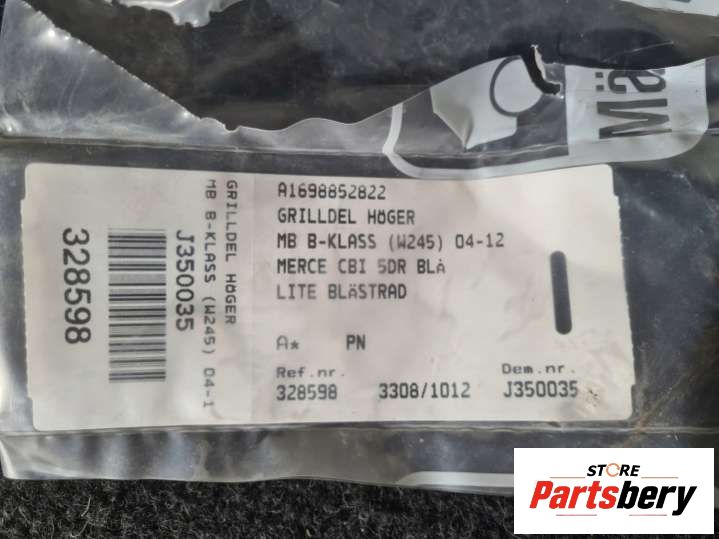 A1698852822
GRILLDEL HÖGER
MB B-KLASS (W245) 04-12
MERCE CBI 5DR BLÅ
LITE BLÄSTRAD
A* PN
Ref.nr. Dem.nr.
328598 3308/1012 J350035
GRILLDEL HÖGER
MB B-KLASS (W245) 04-1
J350035
328598
STORE
Partsbery